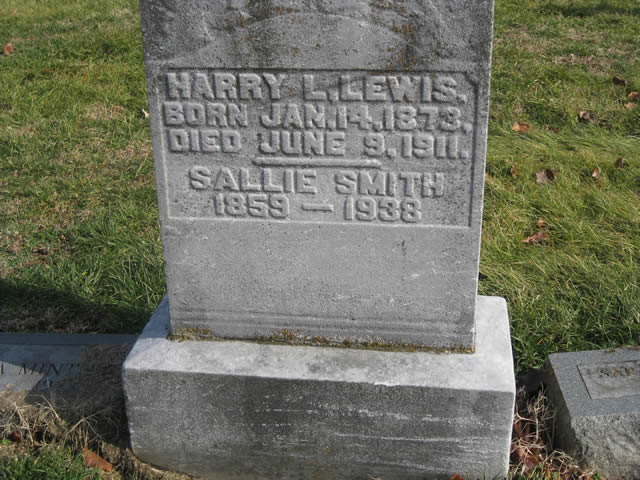 HARRY L. LEWIS.
BORN JAN. 14, 1873.
DIED JUNE 9, 1911.
SALLIE SMITH
1859 — 1938